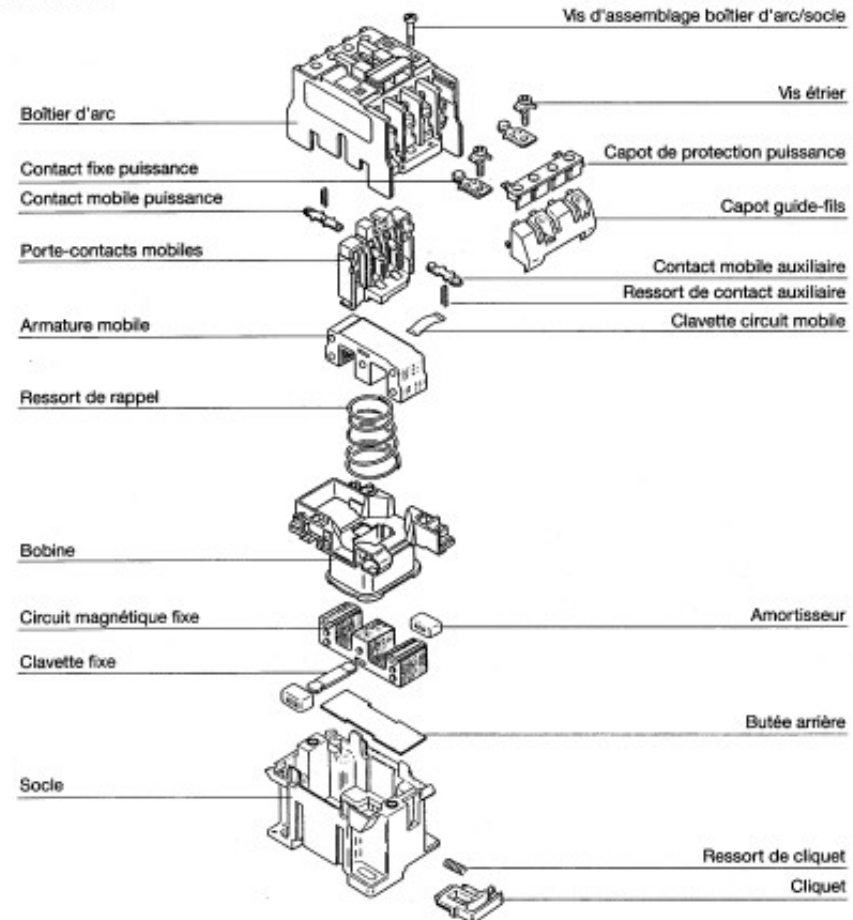 Vis d'assemblage boîtier d'arc/socle
Vis étrier
Boîtier d'arc
Capot de protection puissance
Contact fixe puissance
Contact mobile puissance
Capot guide-fils
Porte-contacts mobiles
Contact mobile auxiliaire
Ressort de contact auxiliaire
Armature mobile
Clavette circuit mobile
Ressort de rappel
Bobine
Circuit magnétique fixe
Amortisseur
Clavette fixe
Butée arrière
Socle
Ressort de cliquet
Cliquet